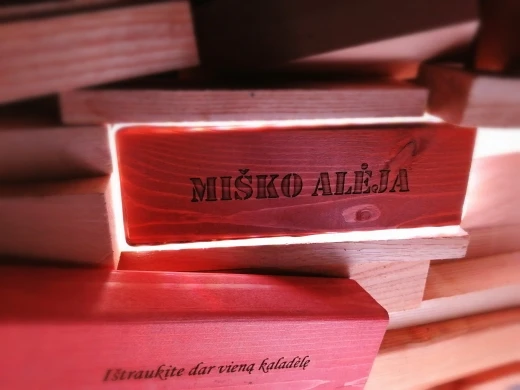 MIŠKO ALĖJA
Ištraukite dar vieną kaladėlę